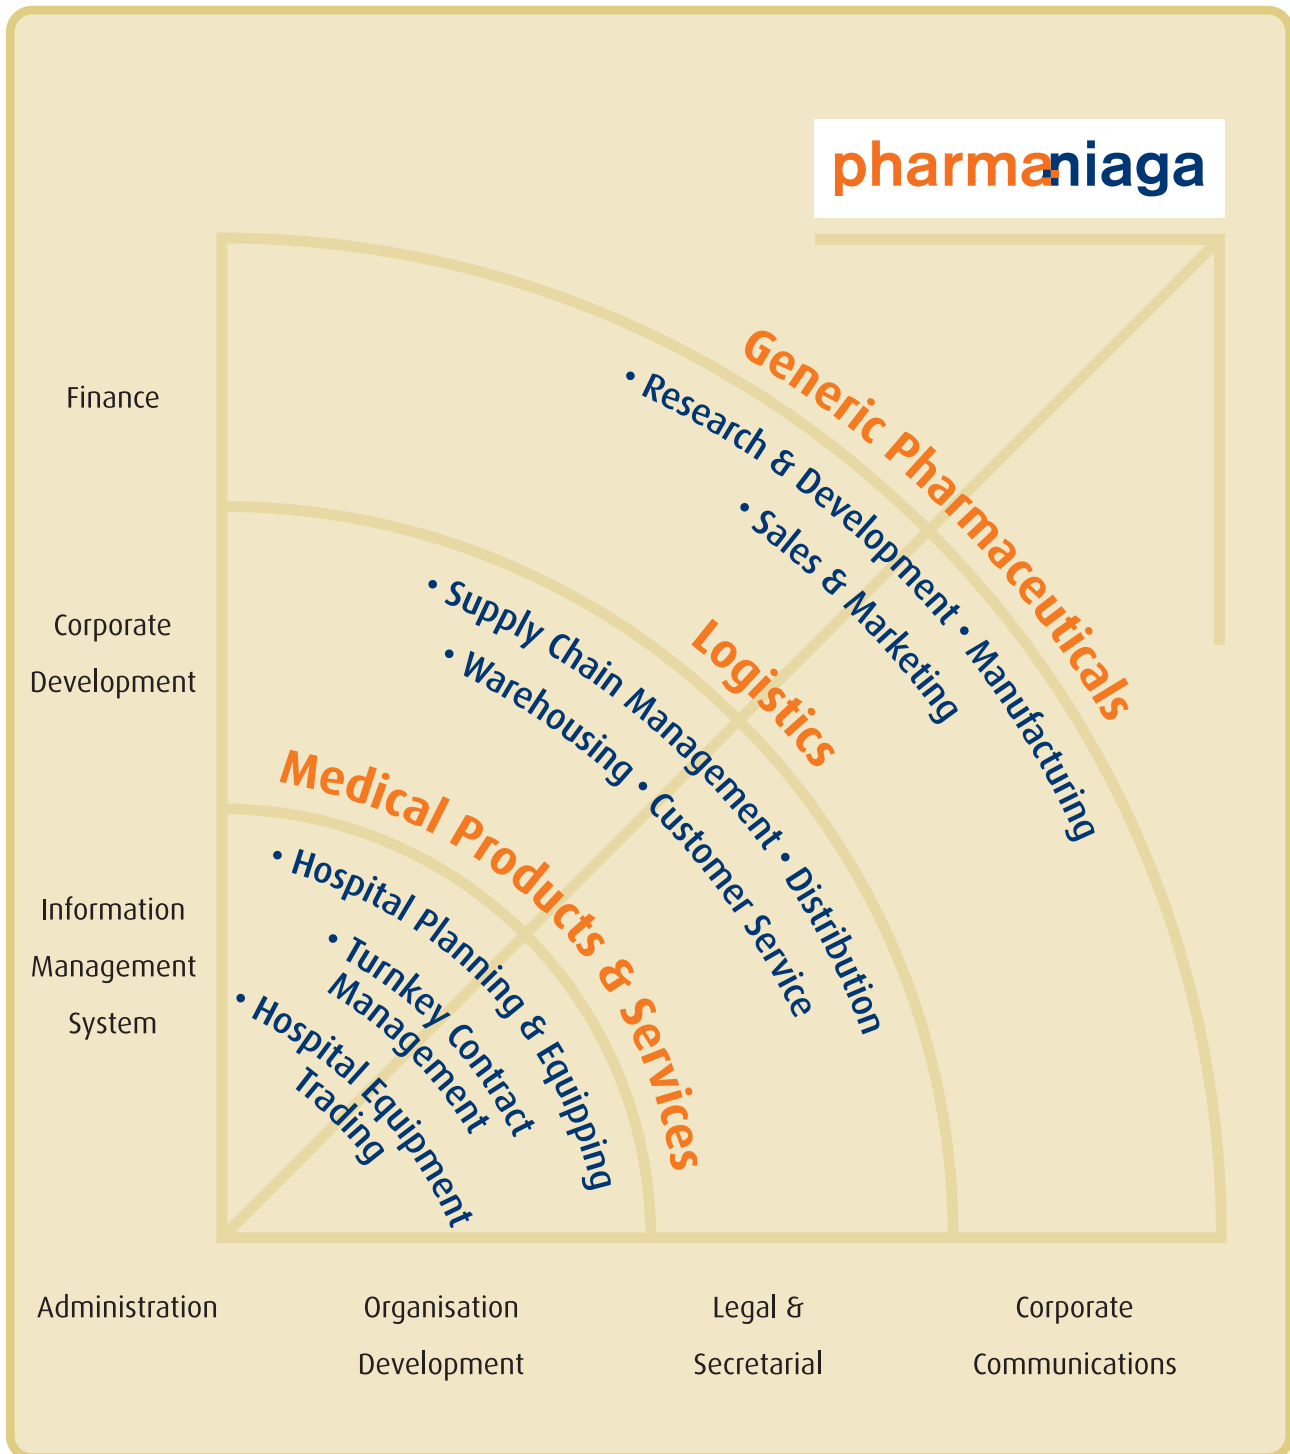 pharmaniaga
Generic Pharmaceuticals
• Research & Development • Manufacturing
• Sales & Marketing
Logistics
• Supply Chain Management • Distribution
• Warehousing • Customer Service
Medical Products & Services
• Hospital Planning & Equipping
• Turnkey Contract
Management
• Hospital Equipment
Trading
Finance
Corporate
Development
Information
Management
System
Administration
Organisation
Development
Legal &
Secretarial
Corporate
Communications